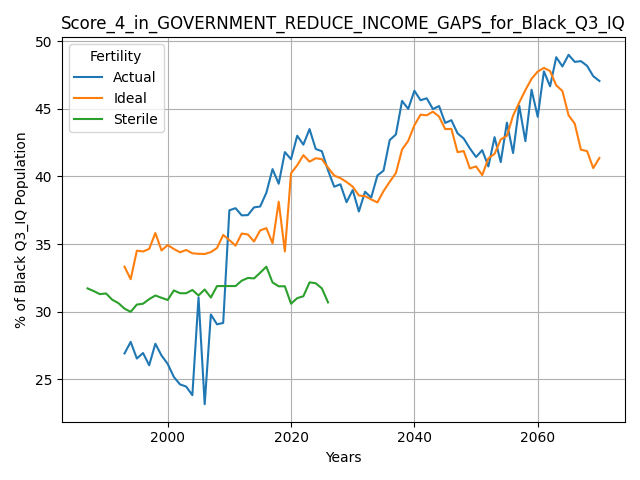 Score_4_in_GOVERNMENT_REDUCE_INCOME_GAPS_for_Black_Q3_IQ
Fertility
Actual
Ideal
Sterile
% of Black Q3_IQ Population
50
45
40
35
30
25
2000
2020
2040
2060
Years